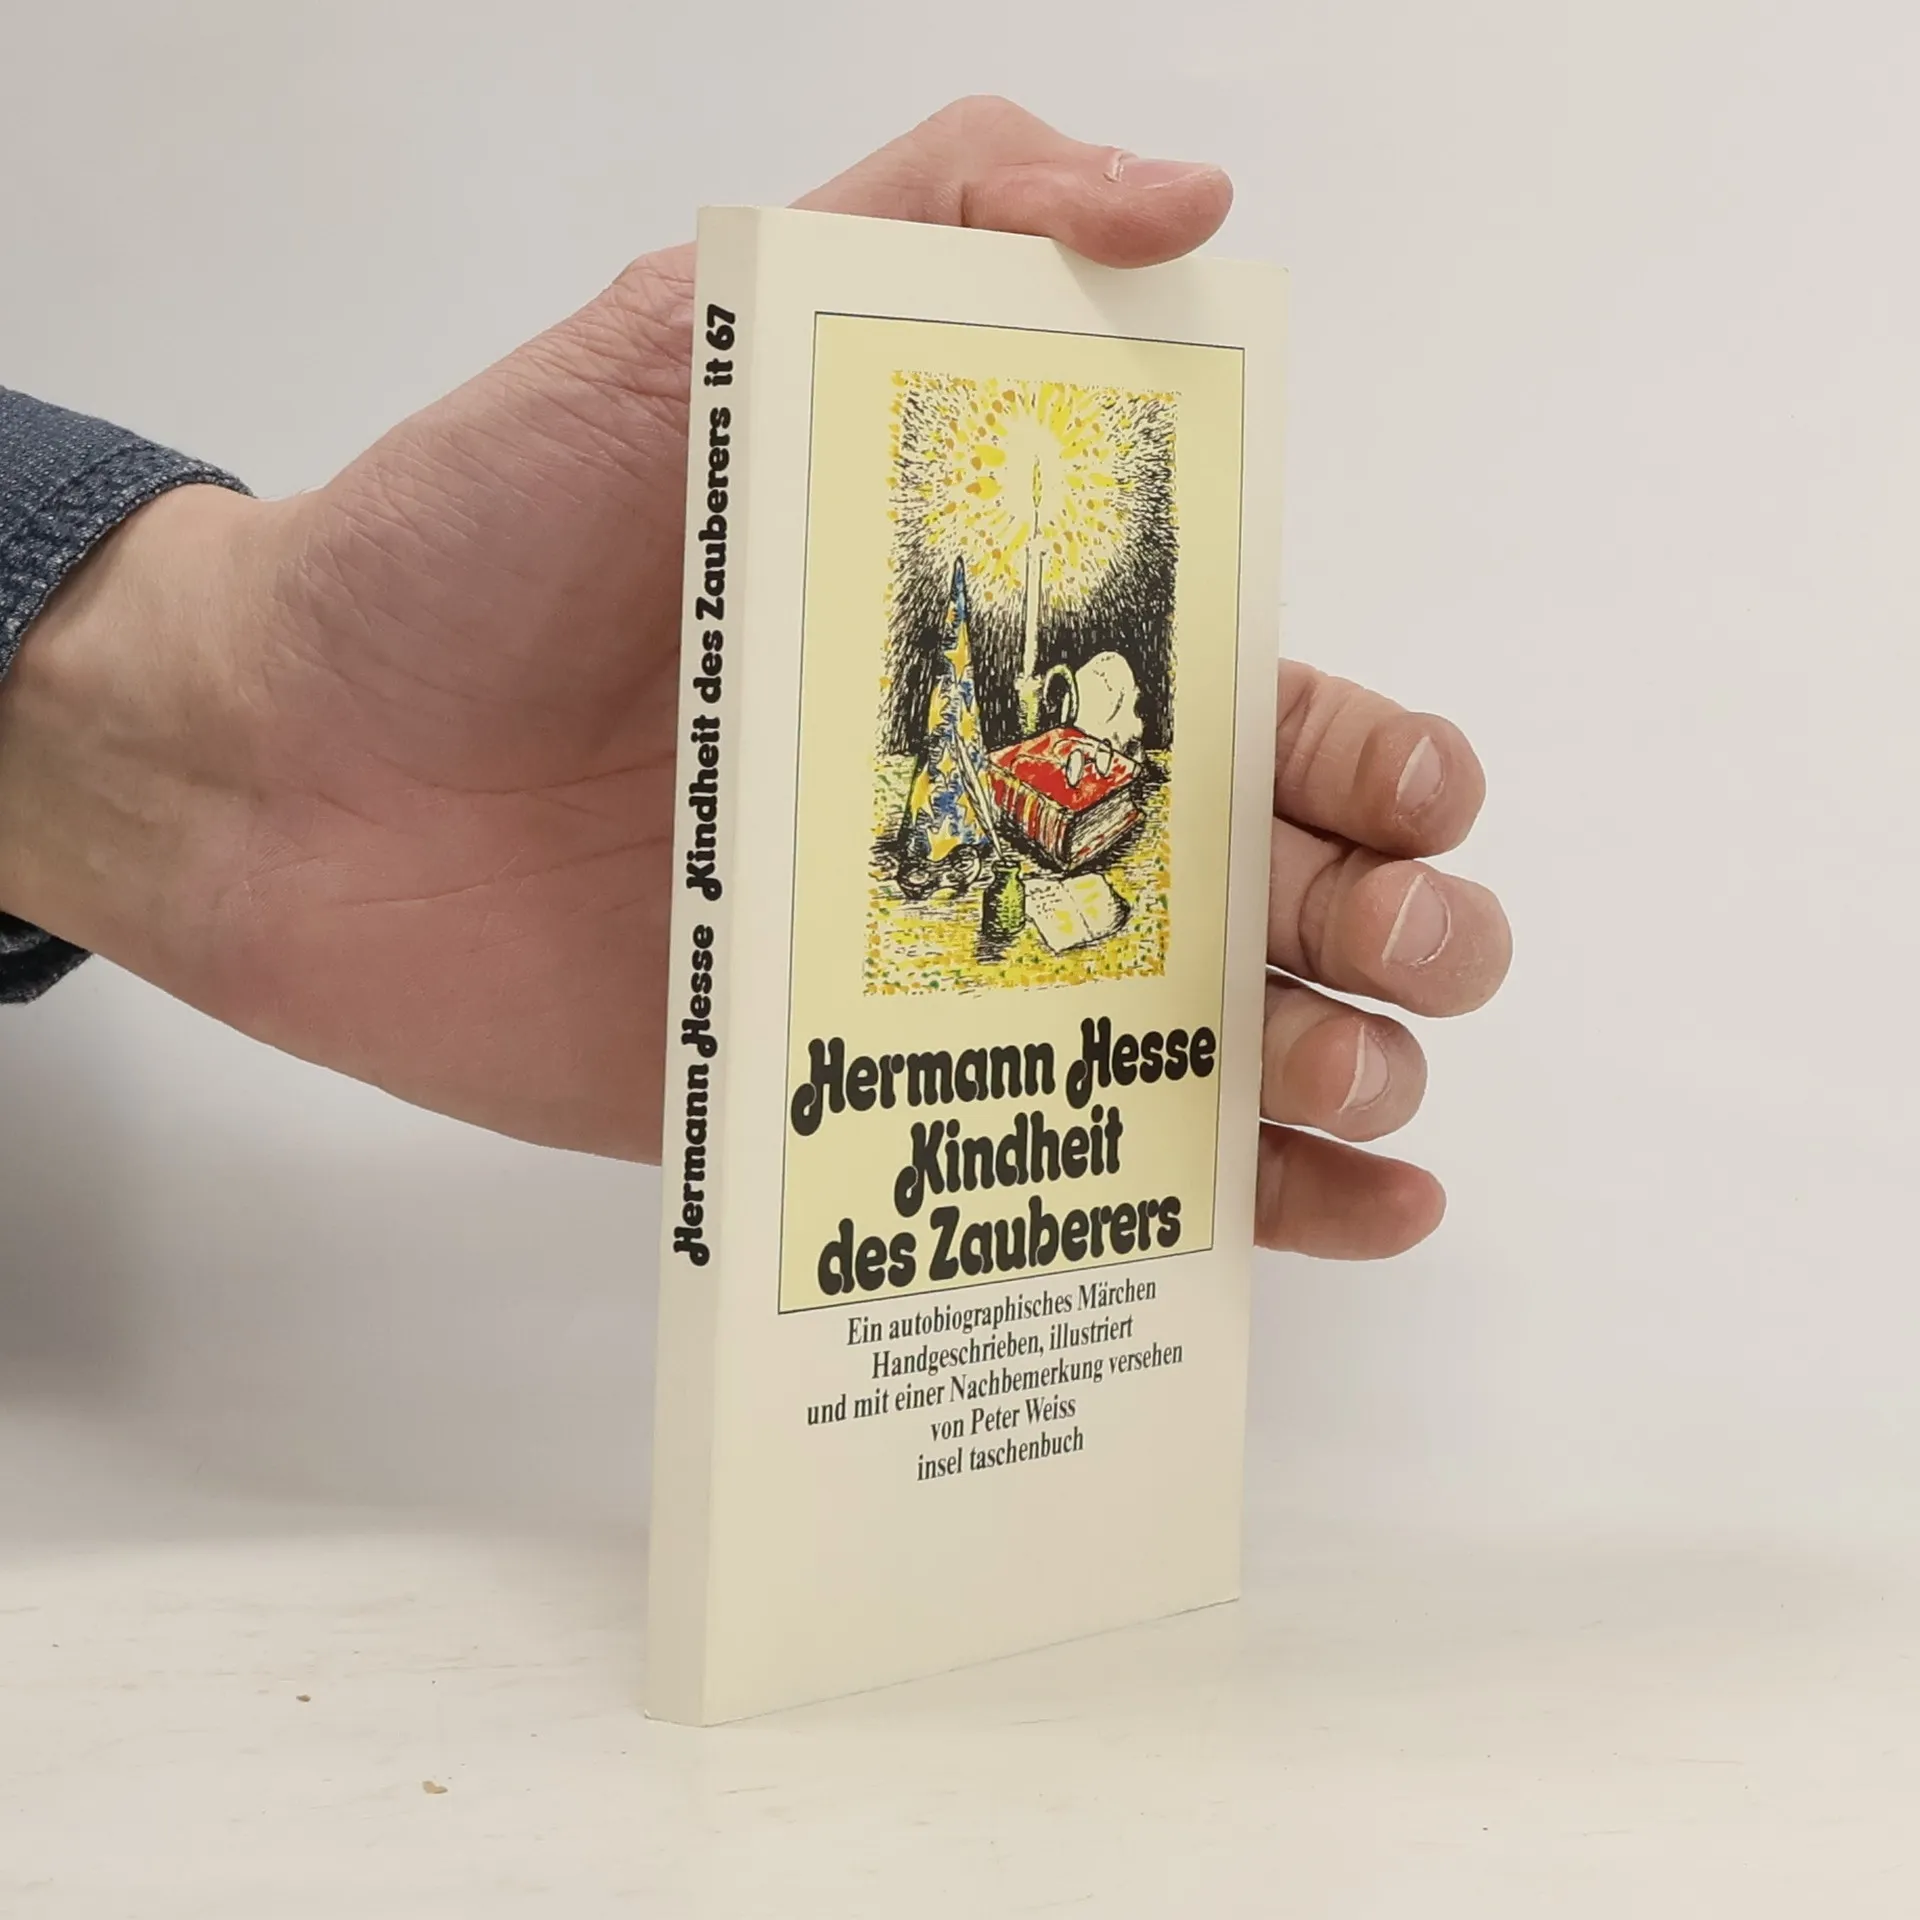 Hermann Hesse Kindheit des Zauberers it 67
Hermann Hesse
Kindheit
des Zauberers
Ein autobiographisches Märchen
Handgeschrieben, illustriert
und mit einer Nachbemerkung versehen
von Peter Weiss
insel taschenbuch